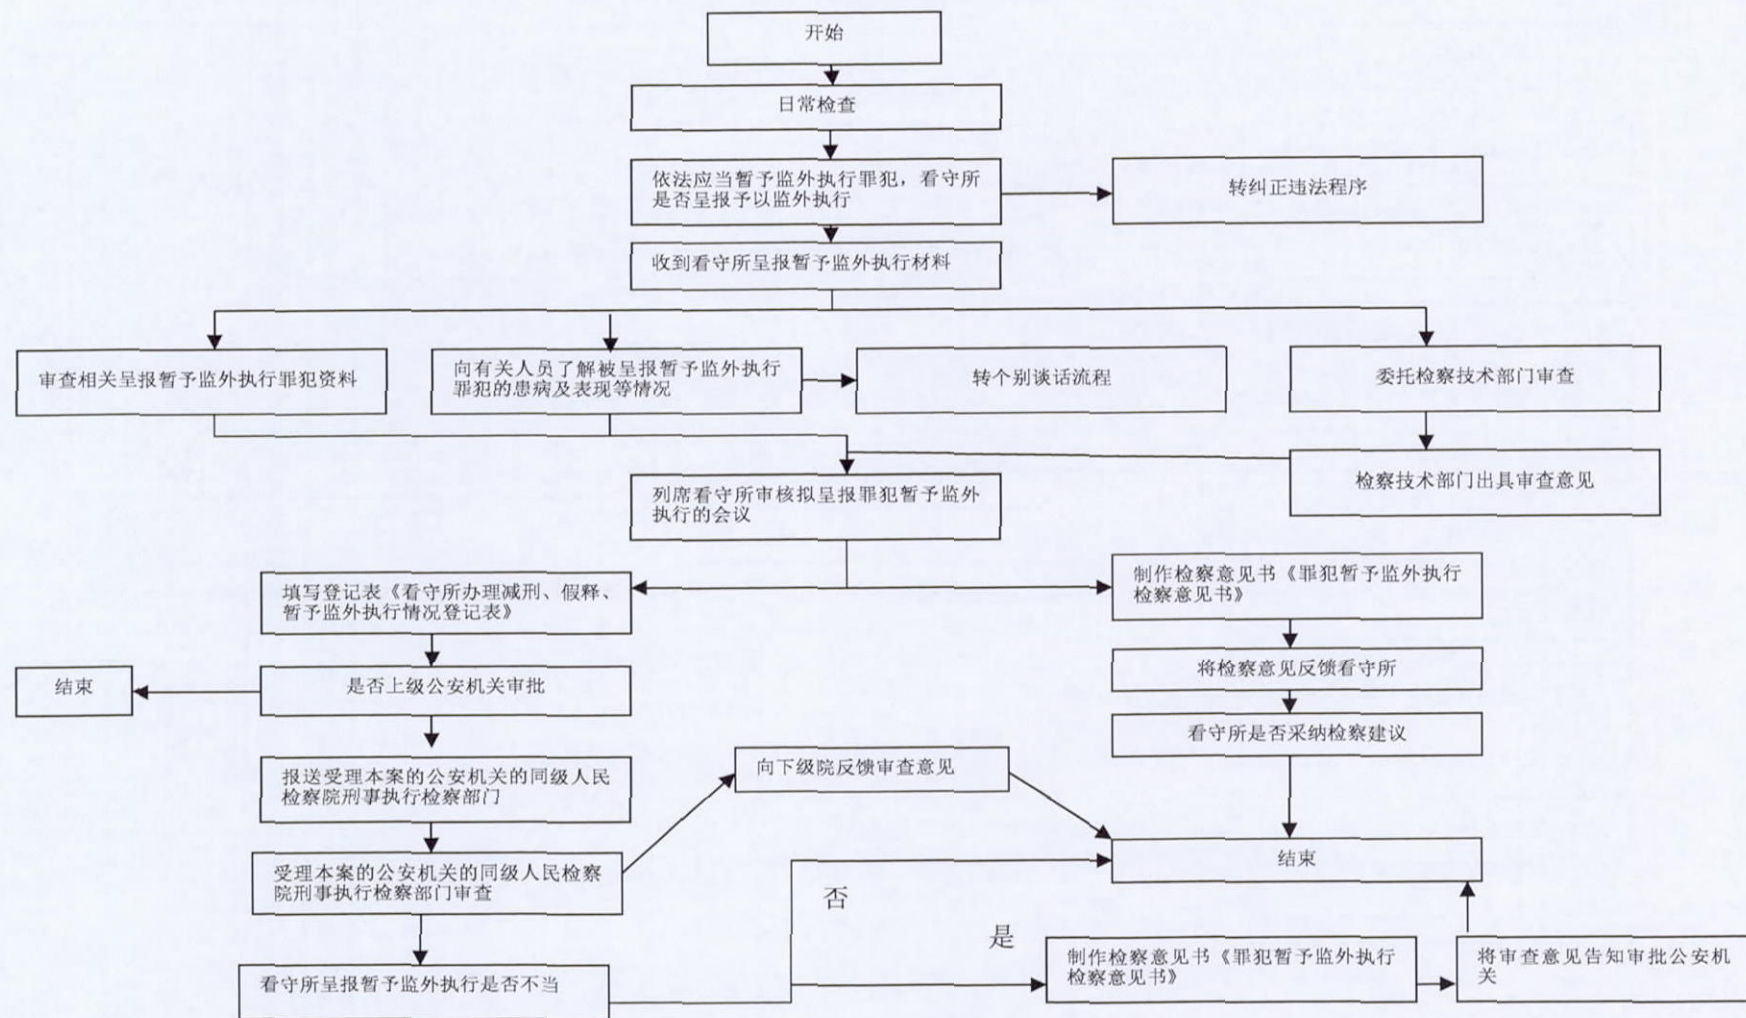 开始
日常检查
依法应当暂予监外执行罪犯，看守所
是否呈报予以监外执行
转纠正违法程序
收到看守所呈报暂予监外执行材料
审查相关呈报暂予监外执行罪犯资料
向有关人员了解被呈报暂予监外执行
罪犯的患病及表现等情况
转个别谈话流程
委托检察技术部门审查
检察技术部门出具审查意见
列席看守所审核拟呈报罪犯暂予监外
执行的会议
填写登记表《看守所办理减刑、假释、
暂予监外执行情况登记表》
制作检察意见书《罪犯暂予监外执行
检察意见书》
将检察意见反馈看守所
结束
是否上级公安机关审批
看守所是否采纳检察建议
报送受理本案的公安机关的同级人民
检察院刑事执行检察部门
向下级院反馈审查意见
受理本案的公安机关的同级人民检察
院刑事执行检察部门审查
结束
否
是
看守所呈报暂予监外执行是否不当
制作检察意见书《罪犯暂予监外执行
检察意见书》
将审查意见告知审批公安机
关